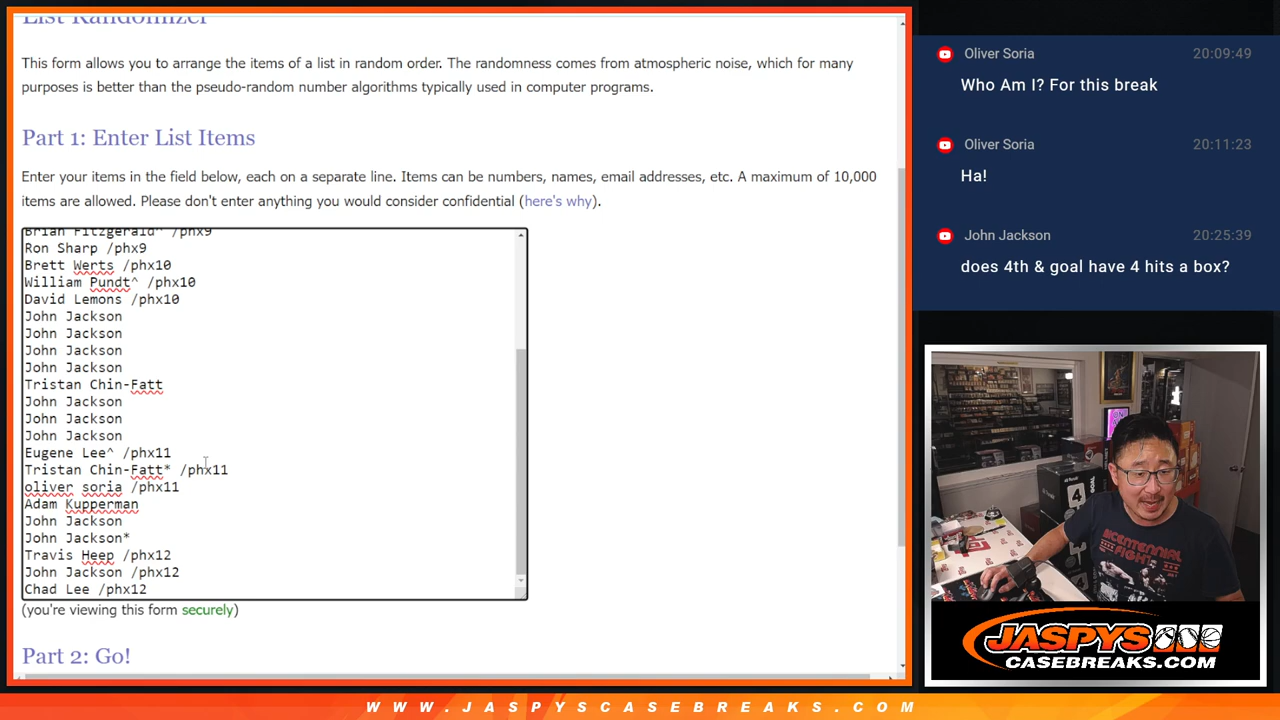 List Randomizer
This form allows you to arrange the items of a list in random order. The randomness comes from atmospheric noise, which for many
purposes is better than the pseudo-random number algorithms typically used in computer programs.
Part 1: Enter List Items
Enter your items in the field below, each on a separate line. Items can be numbers, names, email addresses, etc. A maximum of 10,000
items are allowed. Please don't enter anything you would consider confidential (here's why).
Brian Fitzgerald^ /phx9
Ron Sharp /phx9
Brett Werts /phx10
William Pundt^ /phx10
David Lemons /phx10
John Jackson
John Jackson
John Jackson
John Jackson
Tristan Chin-Fatt
John Jackson
John Jackson
John Jackson
Eugene Lee^ /phx11
Tristan Chin-Fatt* /phx11
oliver soria /phx11
Adam Kupperman
John Jackson
John Jackson*
Travis Heep /phx12
John Jackson /phx12
Chad Lee /phx12
(you're viewing this form securely)
Part 2: Go!
Oliver Soria 20:09:49
Who Am I? For this break
Oliver Soria 20:11:23
Ha!
John Jackson 20:25:39
does 4th & goal have 4 hits a box?
BICENTENNIAL
FIGHT
JASPYS
CASEBREAKS.COM
WWW.JASPYSCASEBREAKS.COM